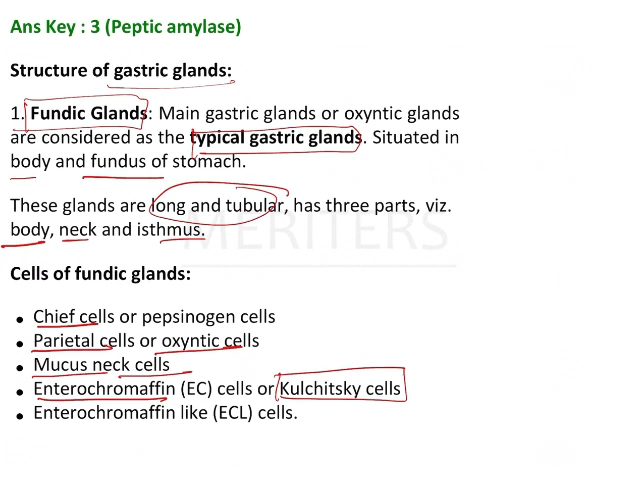 Ans Key : 3 (Peptic amylase)
Structure of gastric glands:
1. Fundic Glands: Main gastric glands or oxyntic glands
are considered as the typical gastric glands. Situated in
body and fundus of stomach.
These glands are long and tubular, has three parts, viz.
body, neck and isthmus.
MERITERS
Cells of fundic glands:
• Chief cells or pepsinogen cells
• Parietal cells or oxyntic cells
• Mucus neck cells
• Enterochromaffin (EC) cells or Kulchitsky cells
• Enterochromaffin like (ECL) cells.